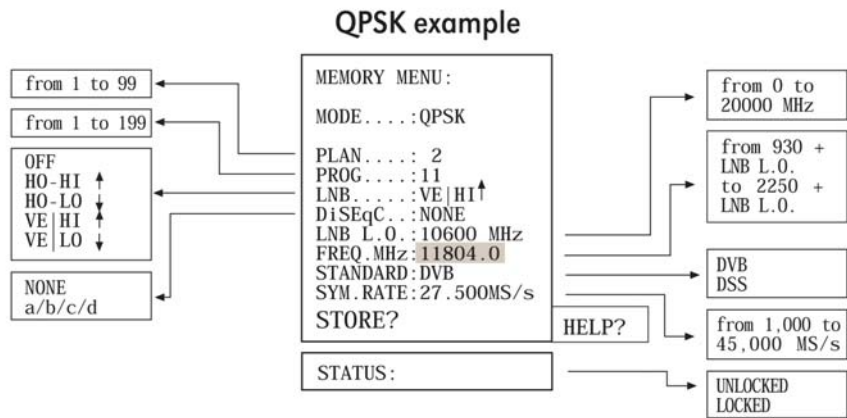 QPSK example
from 1 to 99
from 1 to 199
OFF
HO-HI ↑
HO-LO ↓
VE|HI ↑
VE|LO ↓
NONE
a/b/c/d
MEMORY MENU:
MODE....:QPSK
PLAN....: 2
PROG....:11
LNB.....:VE|HI↑
DiSEqC..:NONE
LNB L.O.:10600 MHz
FREQ.MHz:11804.0
STANDARD:DVB
SYM.RATE:27.500MS/s
STORE?
HELP?
STATUS:
from 0 to
20000 MHz
from 930 +
LNB L.O.
to 2250 +
LNB L.O.
DVB
DSS
from 1,000 to
45,000 MS/s
UNLOCKED
LOCKED